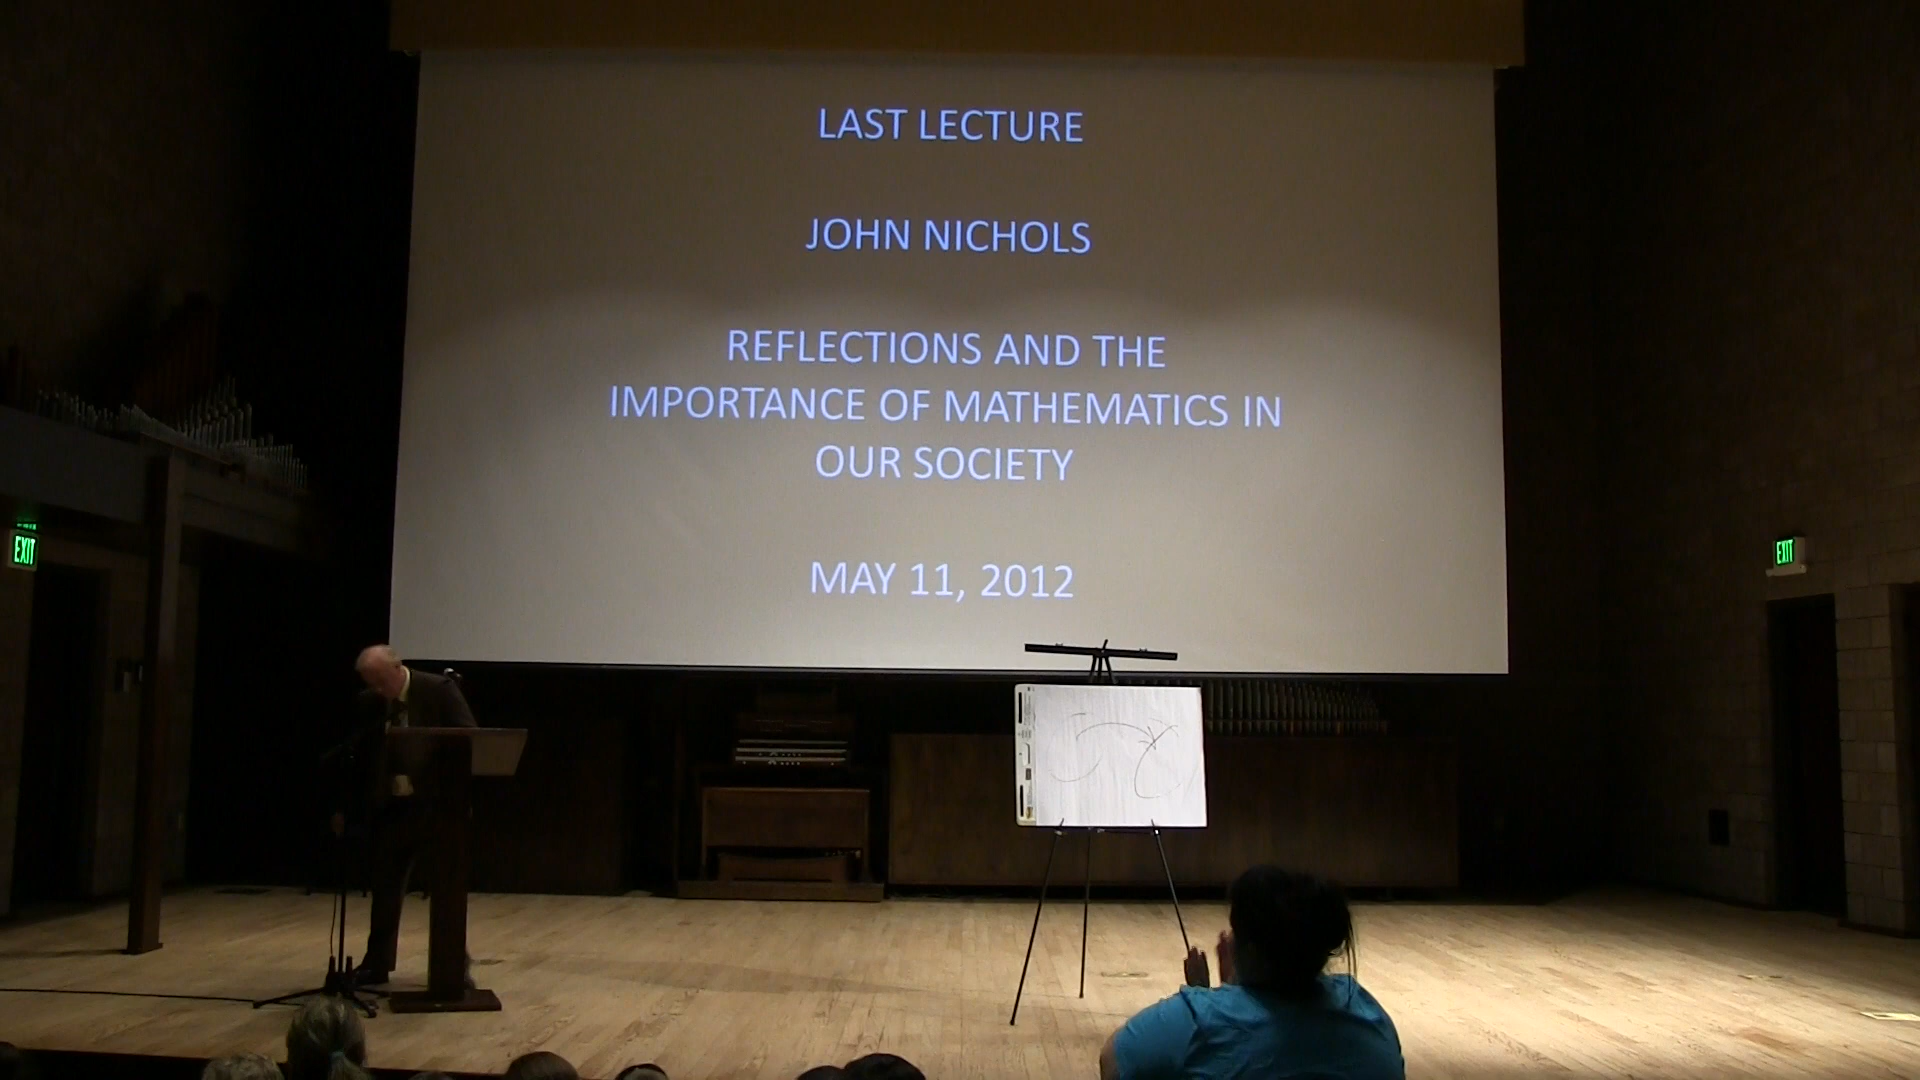 LAST LECTURE
JOHN NICHOLS
REFLECTIONS AND THE
IMPORTANCE OF MATHEMATICS IN
OUR SOCIETY
MAY 11, 2012
EXIT
EXIT